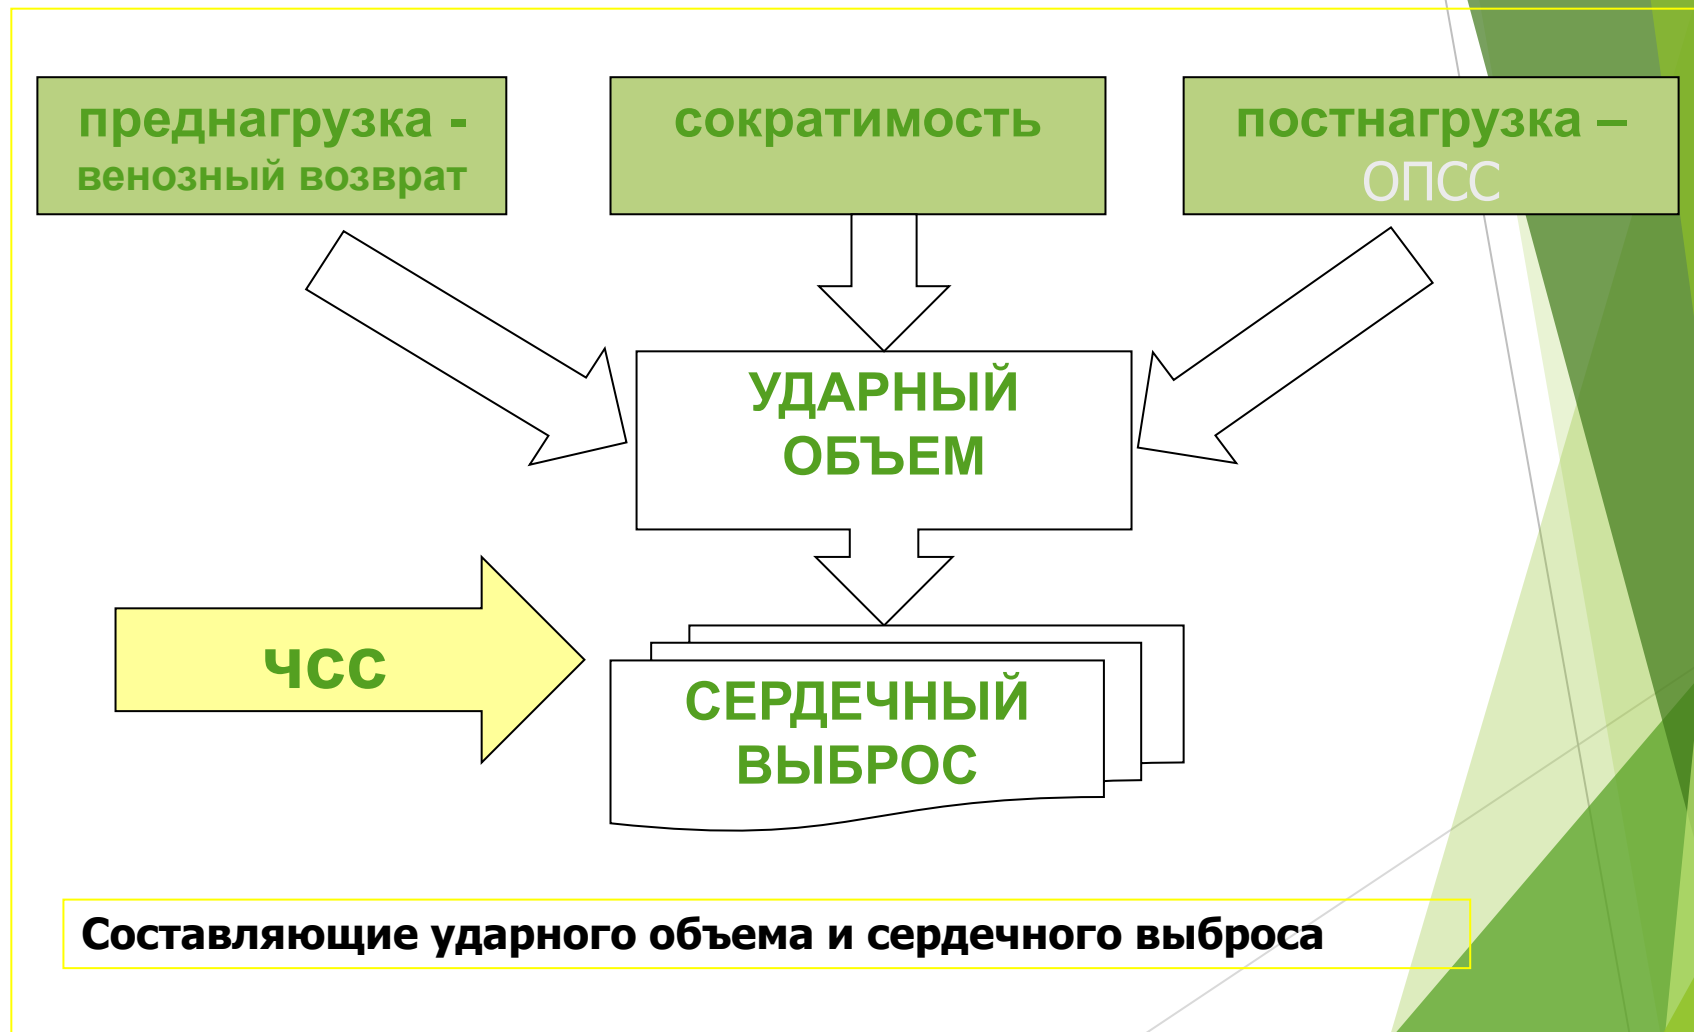 преднагрузка -
венозный возврат
сократимость
постнагрузка –
ОПСС
УДАРНЫЙ
ОБЪЕМ
чсс
СЕРДЕЧНЫЙ
ВЫБРОС
Составляющие ударного объема и сердечного выброса